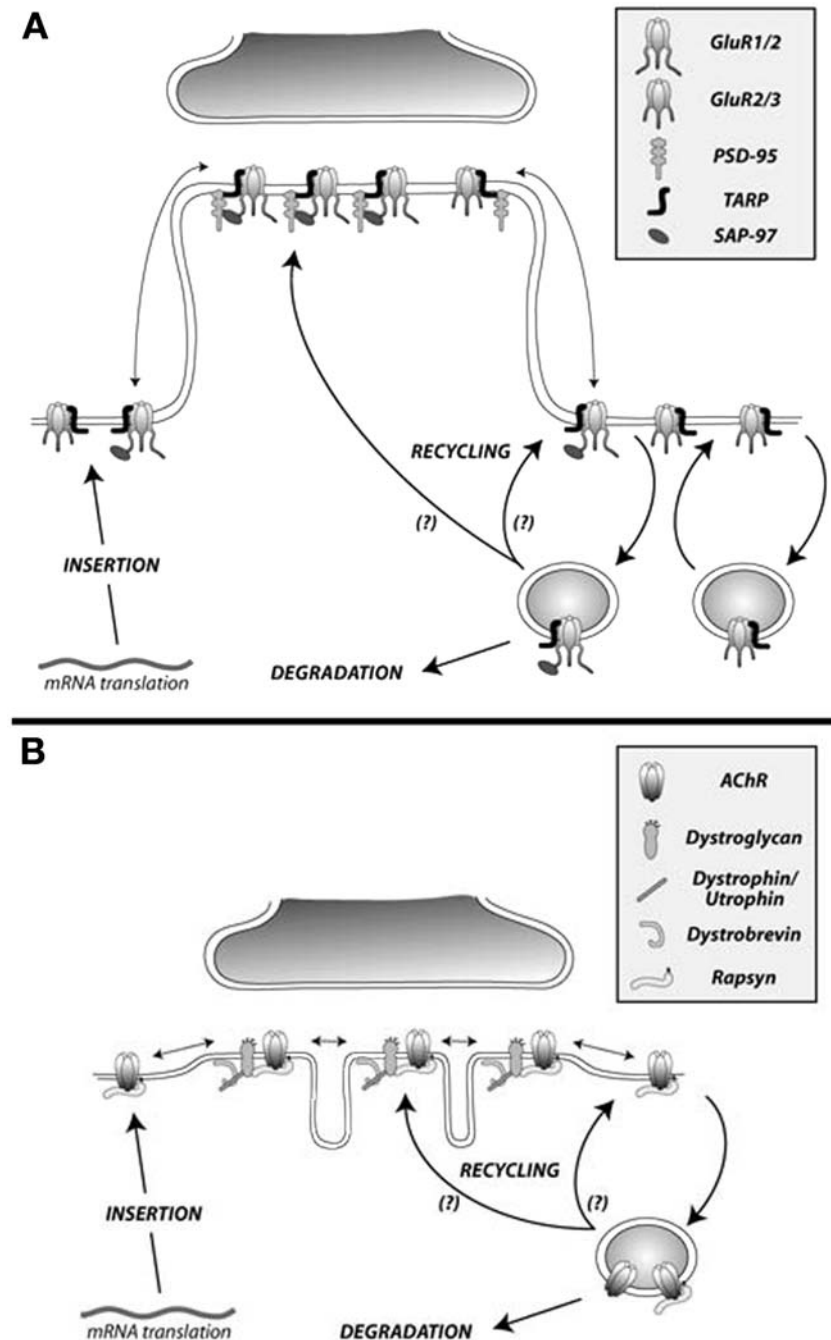 A
GluR1/2
GluR2/3
PSD-95
TARP
SAP-97
RECYCLING
(?)
(?)
INSERTION
mRNA translation
DEGRADATION
B
AChR
Dystroglycan
Dystrophin/
Utrophin
Dystrobrevin
Rapsyn
RECYCLING
(?)
(?)
INSERTION
mRNA translation
DEGRADATION